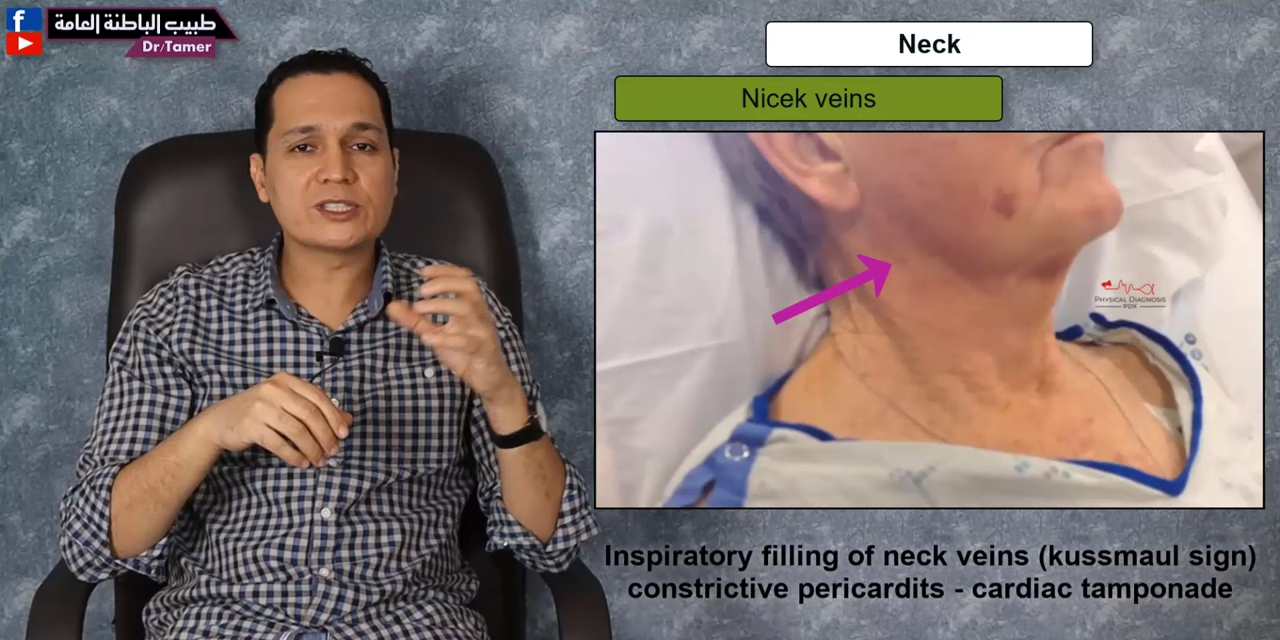 f
طبيب الباطنة العامة
Dr/Tamer
Neck
Nicek veins
PHYSICAL DIAGNOSIS
PDX
Inspiratory filling of neck veins (kussmaul sign)
constrictive pericardits - cardiac tamponade